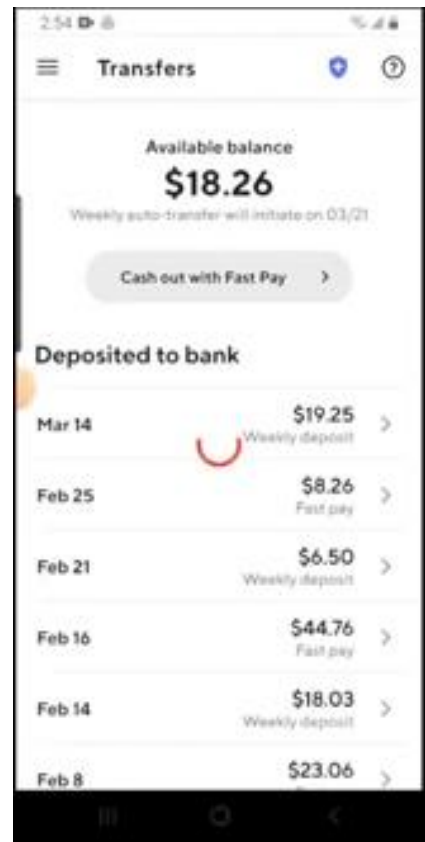 2:54
Transfers
Available balance
$18.26
Weekly auto-transfer will initiate on 03/21
Cash out with Fast Pay
Deposited to bank
Mar 14
$19.25
Weekly deposit
Feb 25
$8.26
Fast pay
Feb 21
$6.50
Weekly deposit
Feb 16
$44.76
Fast pay
Feb 14
$18.03
Weekly deposit
Feb 8
$23.06